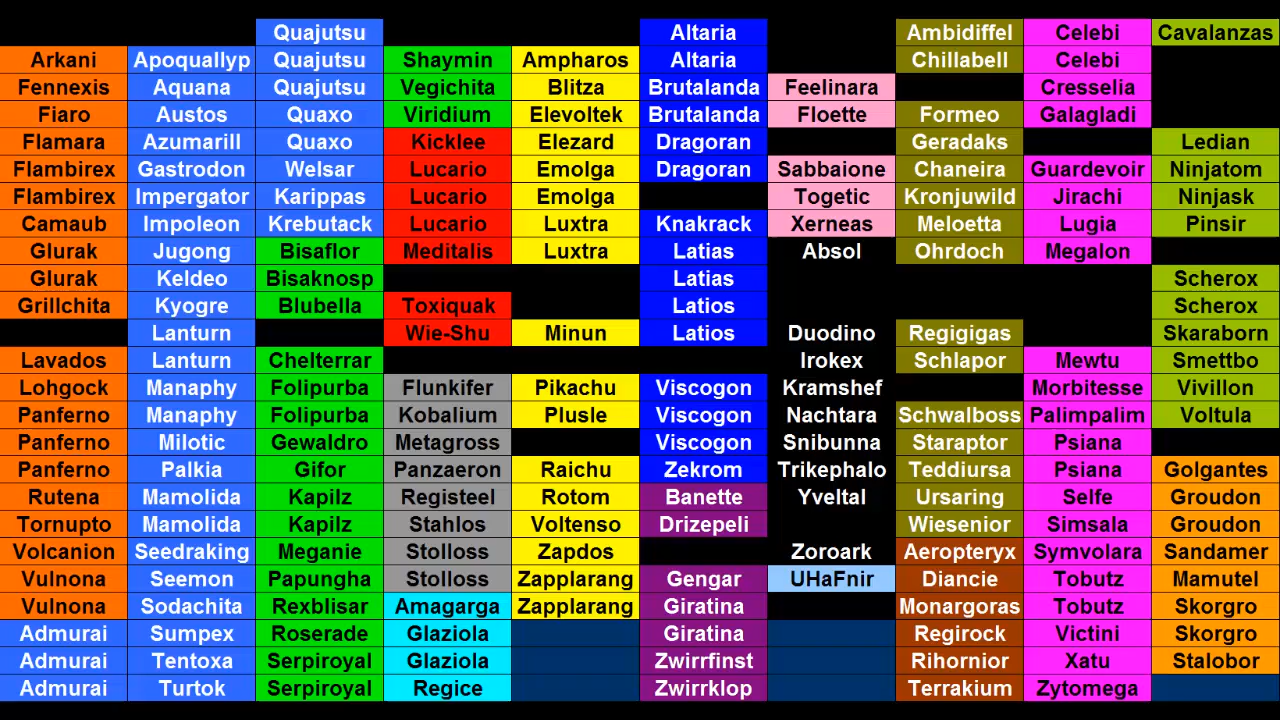 Quajutsu Altaria Ambidiffel Celebi Cavalanzas
Arkani Apoquallyp Quajutsu Shaymin Ampharos Altaria Chillabell Celebi
Fennexis Aquana Quajutsu Vegichita Blitza Brutalanda Feelinara Cresselia
Fiaro Austos Quaxo Viridium Elevoltek Brutalanda Floette Formeo Galagladi
Flamara Azumarill Quaxo Kicklee Elezard Dragoran Geradaks Ledian
Flambirex Gastrodon Welsar Lucario Emolga Dragoran Sabbaione Chaneira Guardevoir Ninjatom
Flambirex Impergator Karippas Lucario Emolga Togetic Kronjuwild Jirachi Ninjask
Camaub Impoleon Krebutack Lucario Luxtra Knakrack Xerneas Meloetta Lugia Pinsir
Glurak Jugong Bisaflor Meditalis Luxtra Latias Absol Ohrdoch Megalon
Glurak Keldeo Bisaknosp Latias Scherox
Grillchita Kyogre Blubella Toxiquak Latios Scherox
Lanturn Wie-Shu Minun Latios Duodino Regigigas Skaraborn
Lavados Lanturn Chelterrar Irokex Schlapor Mewtu Smettbo
Lohgock Manaphy Folipurba Flunkifer Pikachu Viscogon Kramshef Morbitesse Vivillon
Panferno Manaphy Folipurba Kobalium Plusle Viscogon Nachtara Schwalboss Palimpalim Voltula
Panferno Milotic Gewaldro Metagross Viscogon Snibunna Staraptor Psiana
Panferno Palkia Gifor Panzaeron Raichu Zekrom Trikephalo Teddiursa Psiana Golgantes
Rutena Mamolida Kapilz Registeel Rotom Banette Yveltal Ursaring Selfe Groudon
Tornupto Mamolida Kapilz Stahlos Voltenso Drizepeli Wiesenior Simsala Groudon
Volcanion Seedraking Meganie Stolloss Zapdos Zoroark Aeropteryx Symvolara Sandamer
Vulnona Seemon Papungha Stolloss Zapplarang Gengar UHaFnir Diancie Tobutz Mamutel
Vulnona Sodachita Rexblisar Amagarga Zapplarang Giratina Monargoras Tobutz Skorgro
Admurai Sumpex Roserade Glaziola Giratina Regirock Victini Skorgro
Admurai Tentoxa Serpiroyal Glaziola Zwirrfinst Rihornior Xatu Stalobor
Admurai Turtok Serpiroyal Regice Zwirrklop Terrakium Zytomega